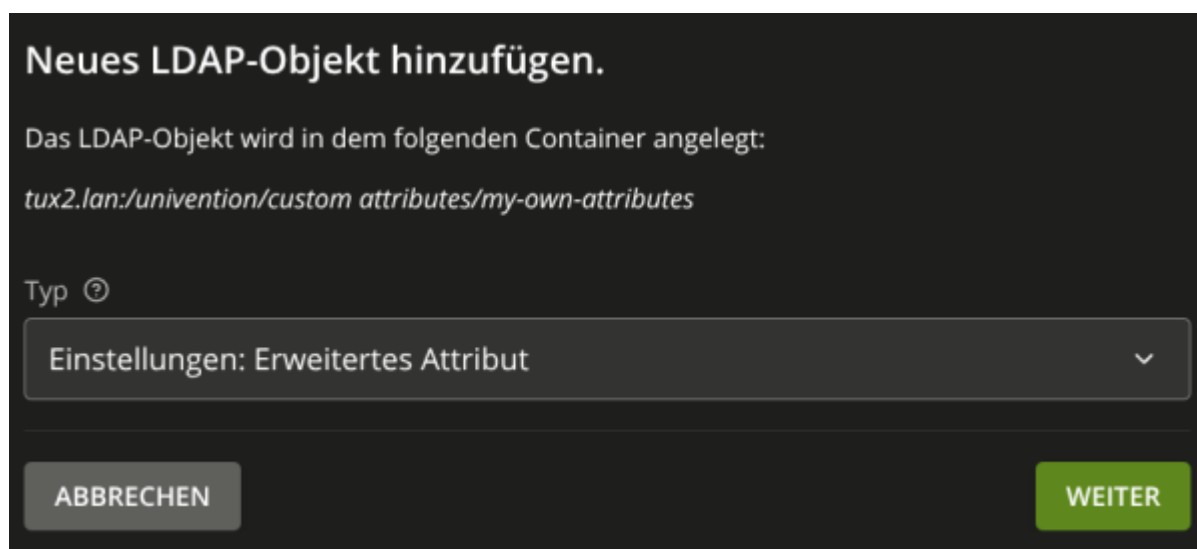 Neues LDAP-Objekt hinzufügen.
Das LDAP-Objekt wird in dem folgenden Container angelegt:
tux2.lan:/univention/custom attributes/my-own-attributes
Typ
Einstellungen: Erweitertes Attribut
ABBRECHEN
WEITER